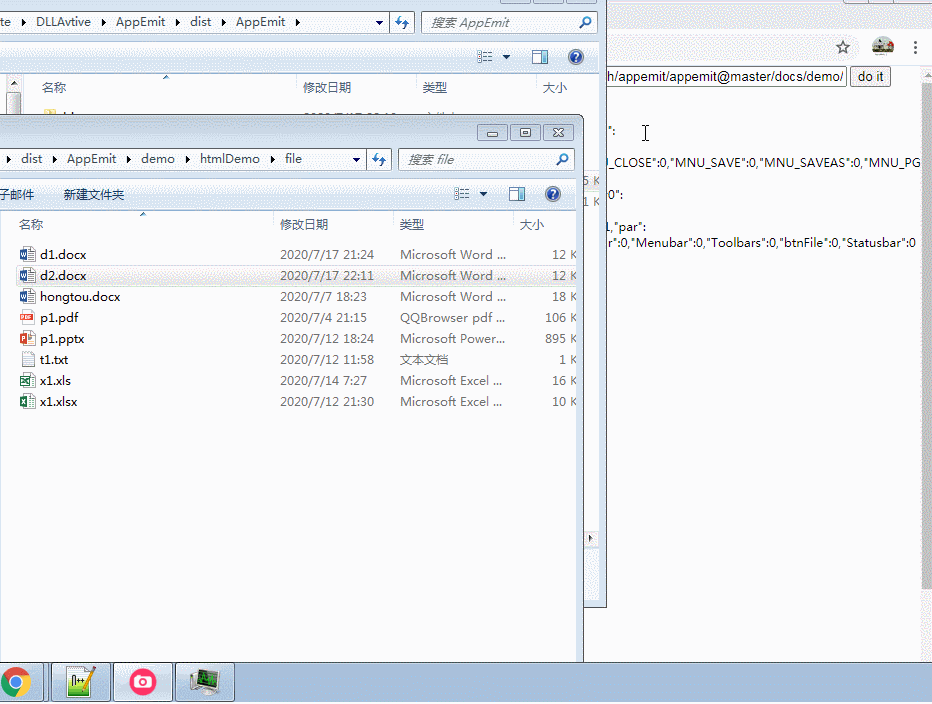 te DLLAvtive AppEmit dist AppEmit
搜索 AppEmit
名称 修改日期 类型 大小
h/appemit/appemit@master/docs/demo/ do it
":
U_CLOSE":0,"MNU_SAVE":0,"MNU_SAVEAS":0,"MNU_PG
0":
1,"par":
r":0,"Menubar":0,"Toolbars":0,"btnFile":0,"Statusbar":0
5 K
1 K
dist AppEmit demo htmlDemo file
搜索 file
子邮件 新建文件夹
名称 修改日期 类型 大小
d1.docx 2020/7/17 21:24 Microsoft Word ... 12 K
d2.docx 2020/7/17 22:11 Microsoft Word ... 12 K
hongtou.docx 2020/7/7 18:23 Microsoft Word ... 18 K
p1.pdf 2020/7/4 21:15 QQBrowser pdf ... 106 K
p1.pptx 2020/7/12 18:24 Microsoft Power... 895 K
t1.txt 2020/7/12 11:58 文本文档 1 K
x1.xls 2020/7/14 7:27 Microsoft Excel ... 16 K
x1.xlsx 2020/7/12 21:30 Microsoft Excel ... 10 K